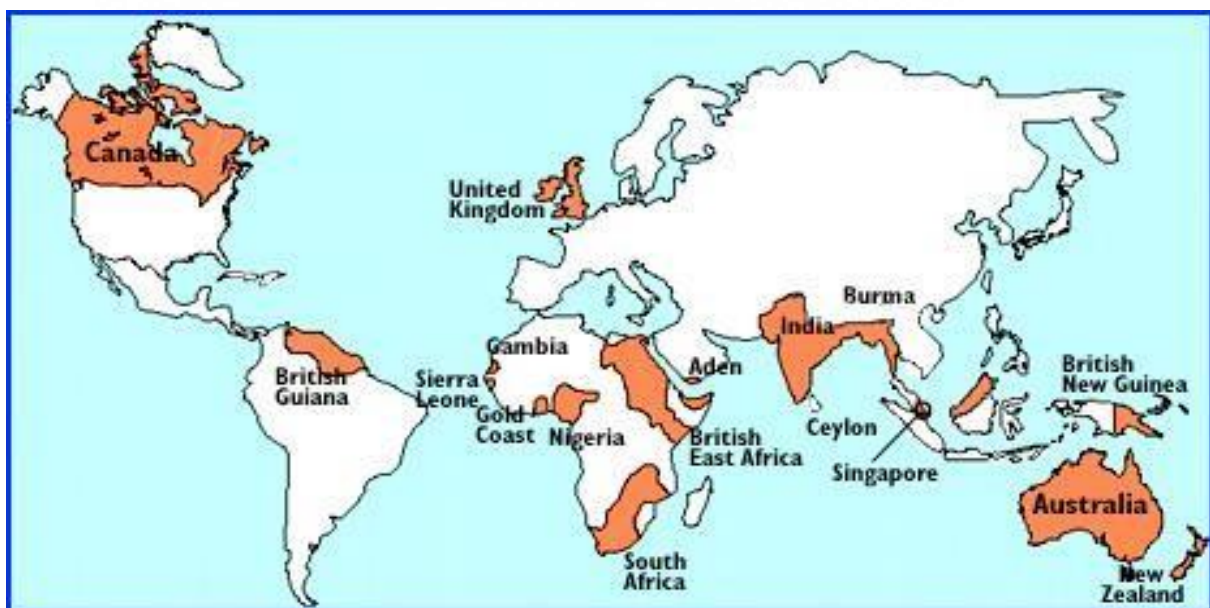 Canada
United
Kingdom
Burma
India
Gambia
Aden
British
New Guinea
British
Guiana
Sierra
Leone
Gold
Coast
Nigeria
British
East Africa
Ceylon
Singapore
Australia
South
Africa
New
Zealand